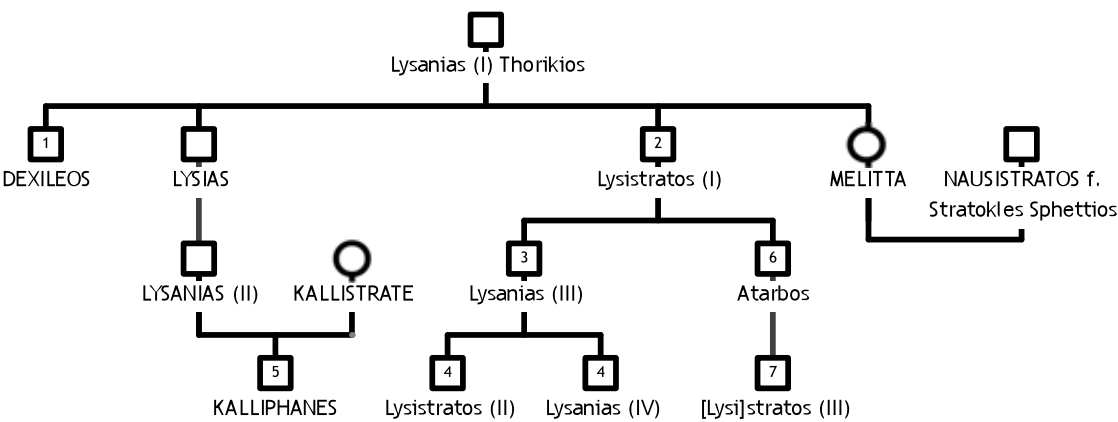 Lysanias (I) Thorikios
1
2
DEXILEOS
LYSIAS
Lysistratos (I)
MELITTA
NAUSISTRATOS f.
Stratokles Sphettios
3
6
LYSANIAS (II)
KALLISTRATE
Lysanias (III)
Atarbos
5
4
4
7
KALLIPHANES
Lysistratos (II)
Lysanias (IV)
[Lysi]stratos (III)